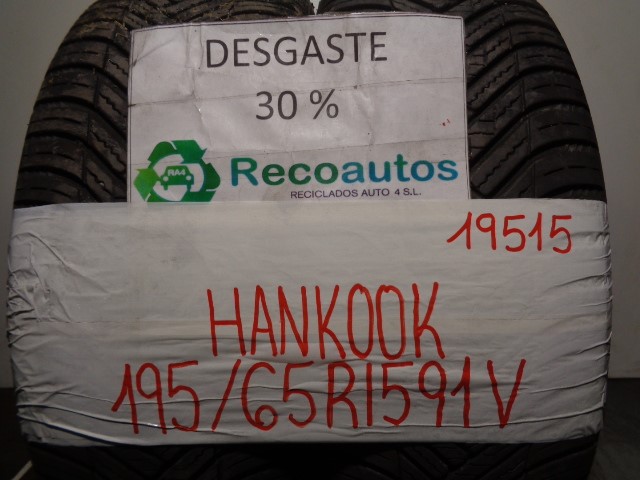 DESGASTE
30 %
RA4
Recoautos
RECICLADOS AUTO 4 S.L.
19515
HANKOOK
195/65R1591V